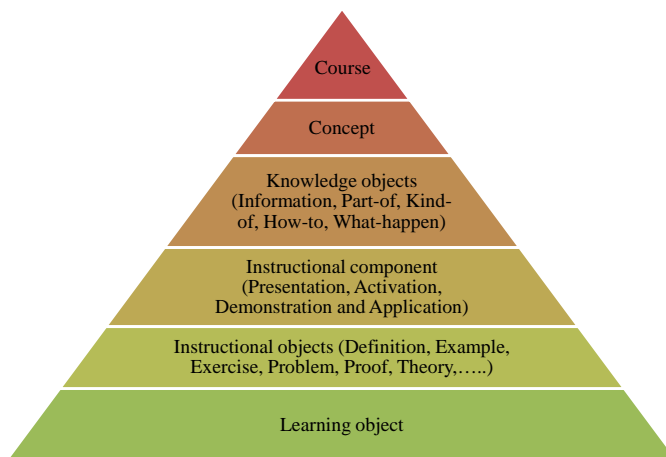 Course
Concept
Knowledge objects
(Information, Part-of, Kind-
of, How-to, What-happen)
Instructional component
(Presentation, Activation,
Demonstration and Application)
Instructional objects (Definition, Example,
Exercise, Problem, Proof, Theory,…..)
Learning object